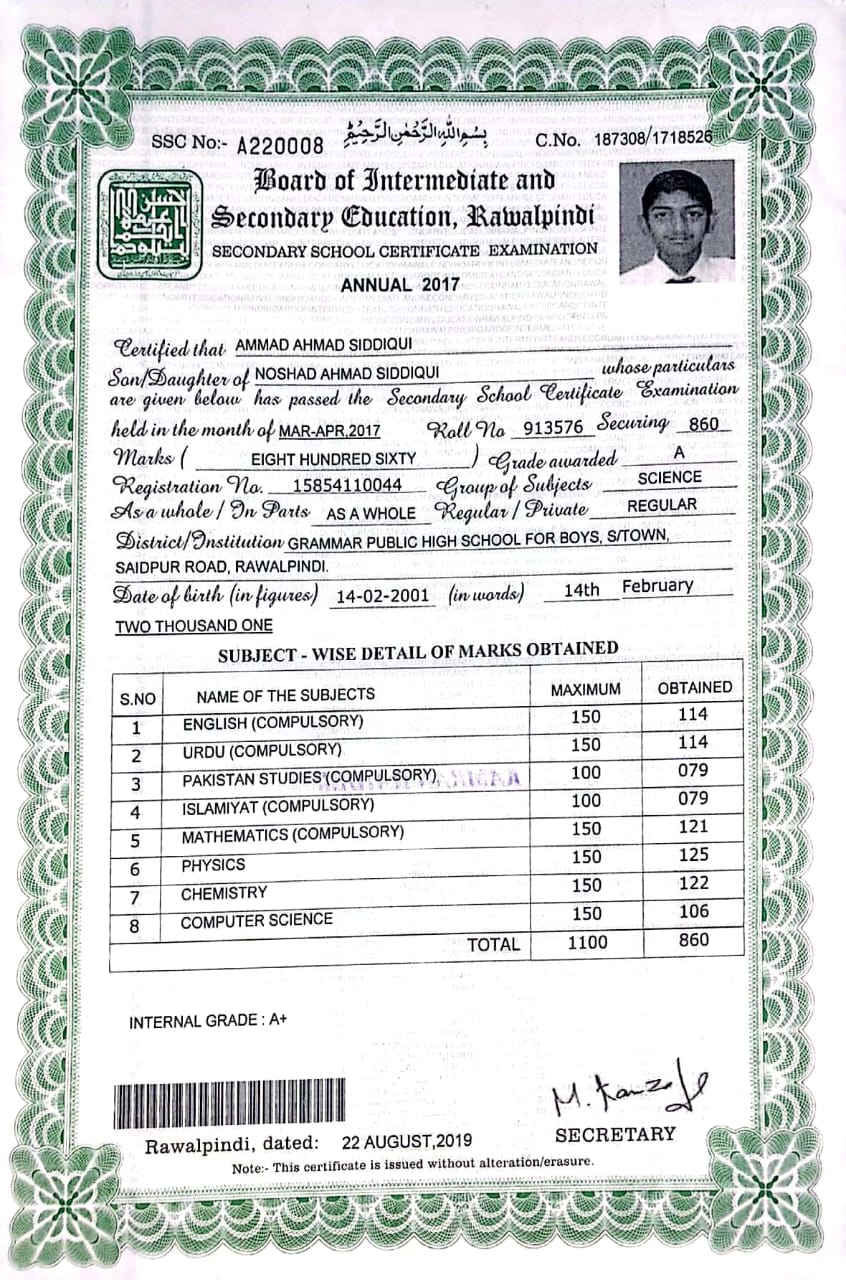 SSC No:- A220008
بسم الله الرحمن الرحيم
C.No. 187308/1718526
Board of Intermediate and
Secondary Education, Rawalpindi
SECONDARY SCHOOL CERTIFICATE EXAMINATION
ANNUAL 2017
Certified that AMMAD AHMAD SIDDIQUI
Son/Daughter of NOSHAD AHMAD SIDDIQUI whose particulars
are given below has passed the Secondary School Certificate Examination
held in the month of MAR-APR,2017 Roll No 913576 Securing 860
Marks ( EIGHT HUNDRED SIXTY ) Grade awarded A
Registration No. 15854110044 Group of Subjects SCIENCE
As a whole / In Parts AS A WHOLE Regular / Private REGULAR
District/Institution GRAMMAR PUBLIC HIGH SCHOOL FOR BOYS, S/TOWN,
SAIDPUR ROAD, RAWALPINDI.
Date of birth (in figures) 14-02-2001 (in words) 14th February
TWO THOUSAND ONE
SUBJECT - WISE DETAIL OF MARKS OBTAINED
S.NO NAME OF THE SUBJECTS MAXIMUM OBTAINED
1 ENGLISH (COMPULSORY) 150 114
2 URDU (COMPULSORY) 150 114
3 PAKISTAN STUDIES (COMPULSORY) 100 079
4 ISLAMIYAT (COMPULSORY) 100 079
5 MATHEMATICS (COMPULSORY) 150 121
6 PHYSICS 150 125
7 CHEMISTRY 150 122
8 COMPUTER SCIENCE 150 106
TOTAL 1100 860
INTERNAL GRADE : A+
SECRETARY
Rawalpindi, dated: 22 AUGUST,2019
Note:- This certificate is issued without alteration/erasure.